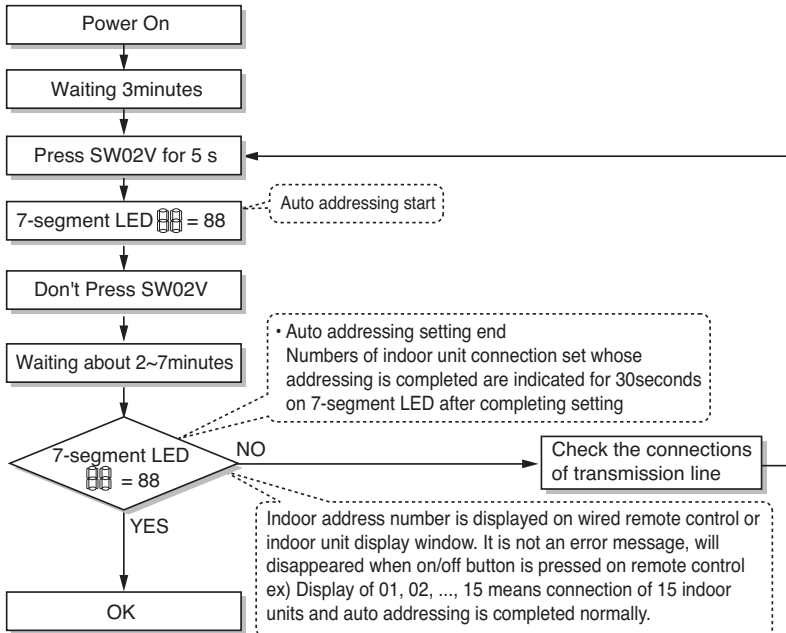 Power On
Waiting 3minutes
Press SW02V for 5 s
7-segment LED 88 = 88
Auto addressing start
Don't Press SW02V
Waiting about 2~7minutes
• Auto addressing setting end
Numbers of indoor unit connection set whose
addressing is completed are indicated for 30seconds
on 7-segment LED after completing setting
7-segment LED
88 = 88
NO
Check the connections
of transmission line
YES
Indoor address number is displayed on wired remote control or
indoor unit display window. It is not an error message, will
disappeared when on/off button is pressed on remote control
ex) Display of 01, 02, ..., 15 means connection of 15 indoor
units and auto addressing is completed normally.
OK